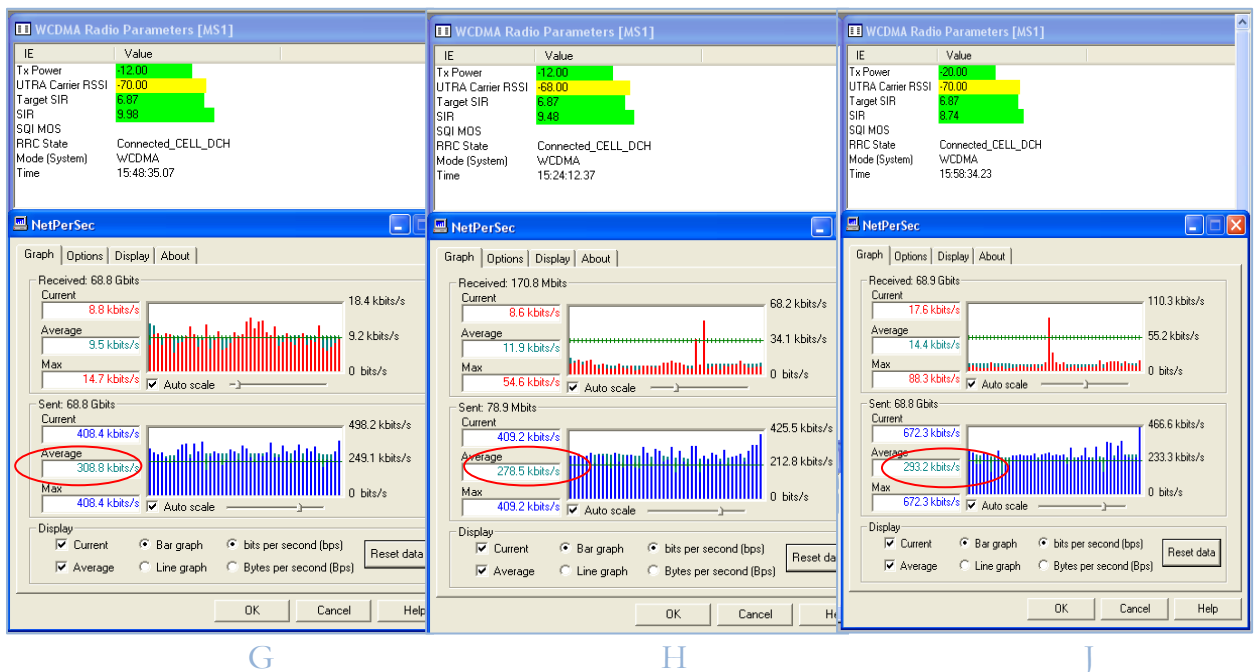 WCDMA Radio Parameters [MS1]
IE Value
Tx Power -12.00
UTRA Carrier RSSI -70.00
Target SIR 6.87
SIR 9.98
SQI MOS
RRC State Connected_CELL_DCH
Mode (System) WCDMA
Time 15:48:35.07
NetPerSec
Graph Options Display About
Received: 68.8 Gbits
Current
8.8 kbits/s
18.4 kbits/s
Average
9.5 kbits/s
9.2 kbits/s
Max
14.7 kbits/s
0 bits/s
Auto scale
Sent: 68.8 Gbits
Current
408.4 kbits/s
498.2 kbits/s
Average
308.8 kbits/s
249.1 kbits/s
Max
408.4 kbits/s
0 bits/s
Auto scale
Display
Current Bar graph bits per second (bps)
Reset data
Average Line graph Bytes per second (Bps)
OK Cancel Help
G
WCDMA Radio Parameters [MS1]
IE Value
Tx Power -12.00
UTRA Carrier RSSI -68.00
Target SIR 6.87
SIR 9.48
SQI MOS
RRC State Connected_CELL_DCH
Mode (System) WCDMA
Time 15:24:12.37
NetPerSec
Graph Options Display About
Received: 170.8 Mbits
Current
8.6 kbits/s
68.2 kbits/s
Average
11.9 kbits/s
34.1 kbits/s
Max
54.6 kbits/s
0 bits/s
Auto scale
Sent: 78.9 Mbits
Current
409.2 kbits/s
425.5 kbits/s
Average
278.5 kbits/s
212.8 kbits/s
Max
409.2 kbits/s
0 bits/s
Auto scale
Display
Current Bar graph bits per second (bps)
Reset da
Average Line graph Bytes per second (Bps)
OK Cancel H
H
WCDMA Radio Parameters [MS1]
IE Value
Tx Power -20.00
UTRA Carrier RSSI -70.00
Target SIR 6.87
SIR 8.74
SQI MOS
RRC State Connected_CELL_DCH
Mode (System) WCDMA
Time 15:58:34.23
NetPerSec
Graph Options Display About
Received: 68.9 Gbits
Current
17.6 kbits/s
110.3 kbits/s
Average
14.4 kbits/s
55.2 kbits/s
Max
88.3 kbits/s
0 bits/s
Auto scale
Sent: 68.8 Gbits
Current
672.3 kbits/s
466.6 kbits/s
Average
293.2 kbits/s
233.3 kbits/s
Max
672.3 kbits/s
0 bits/s
Auto scale
Display
Current Bar graph bits per second (bps)
Reset data
Average Line graph Bytes per second (Bps)
OK Cancel Help
J